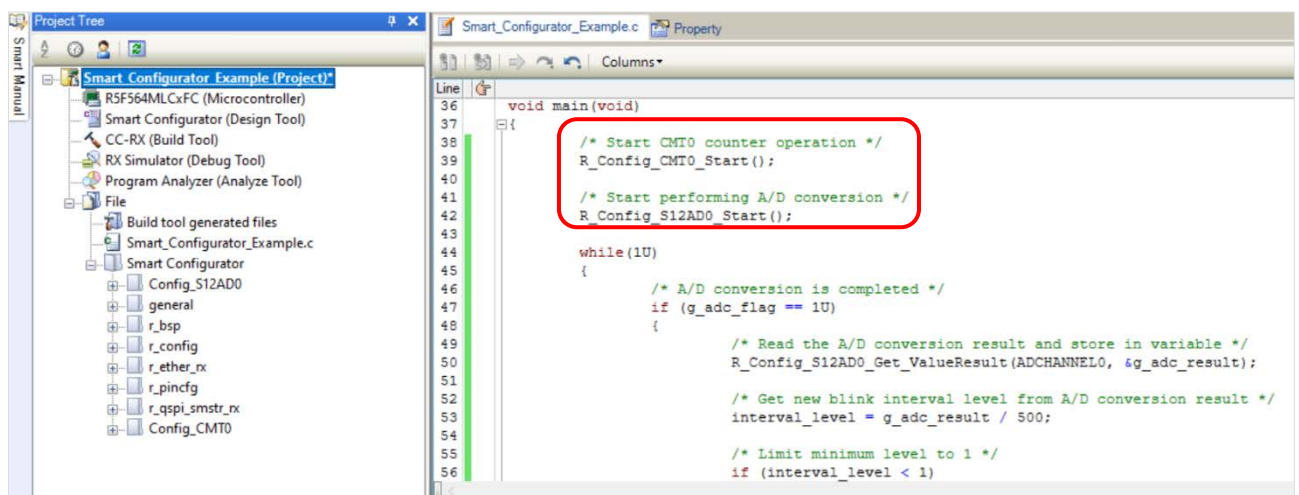 Project Tree
Smart Manual
Smart_Configurator_Example (Project)*
R5F564MLCxFC (Microcontroller)
Smart Configurator (Design Tool)
CC-RX (Build Tool)
RX Simulator (Debug Tool)
Program Analyzer (Analyze Tool)
File
Build tool generated files
Smart_Configurator_Example.c
Smart Configurator
Config_S12AD0
general
r_bsp
r_config
r_ether_rx
r_pincfg
r_qspi_smstr_rx
Config_CMT0
Smart_Configurator_Example.c Property
Columns
Line
36 void main(void)
37 {
38 /* Start CMT0 counter operation */
39 R_Config_CMT0_Start();
40
41 /* Start performing A/D conversion */
42 R_Config_S12AD0_Start();
43
44 while(1U)
45 {
46 /* A/D conversion is completed */
47 if (g_adc_flag == 1U)
48 {
49 /* Read the A/D conversion result and store in variable */
50 R_Config_S12AD0_Get_ValueResult(ADCHANNEL0, &g_adc_result);
51
52 /* Get new blink interval level from A/D conversion result */
53 interval_level = g_adc_result / 500;
54
55 /* Limit minimum level to 1 */
56 if (interval_level < 1)